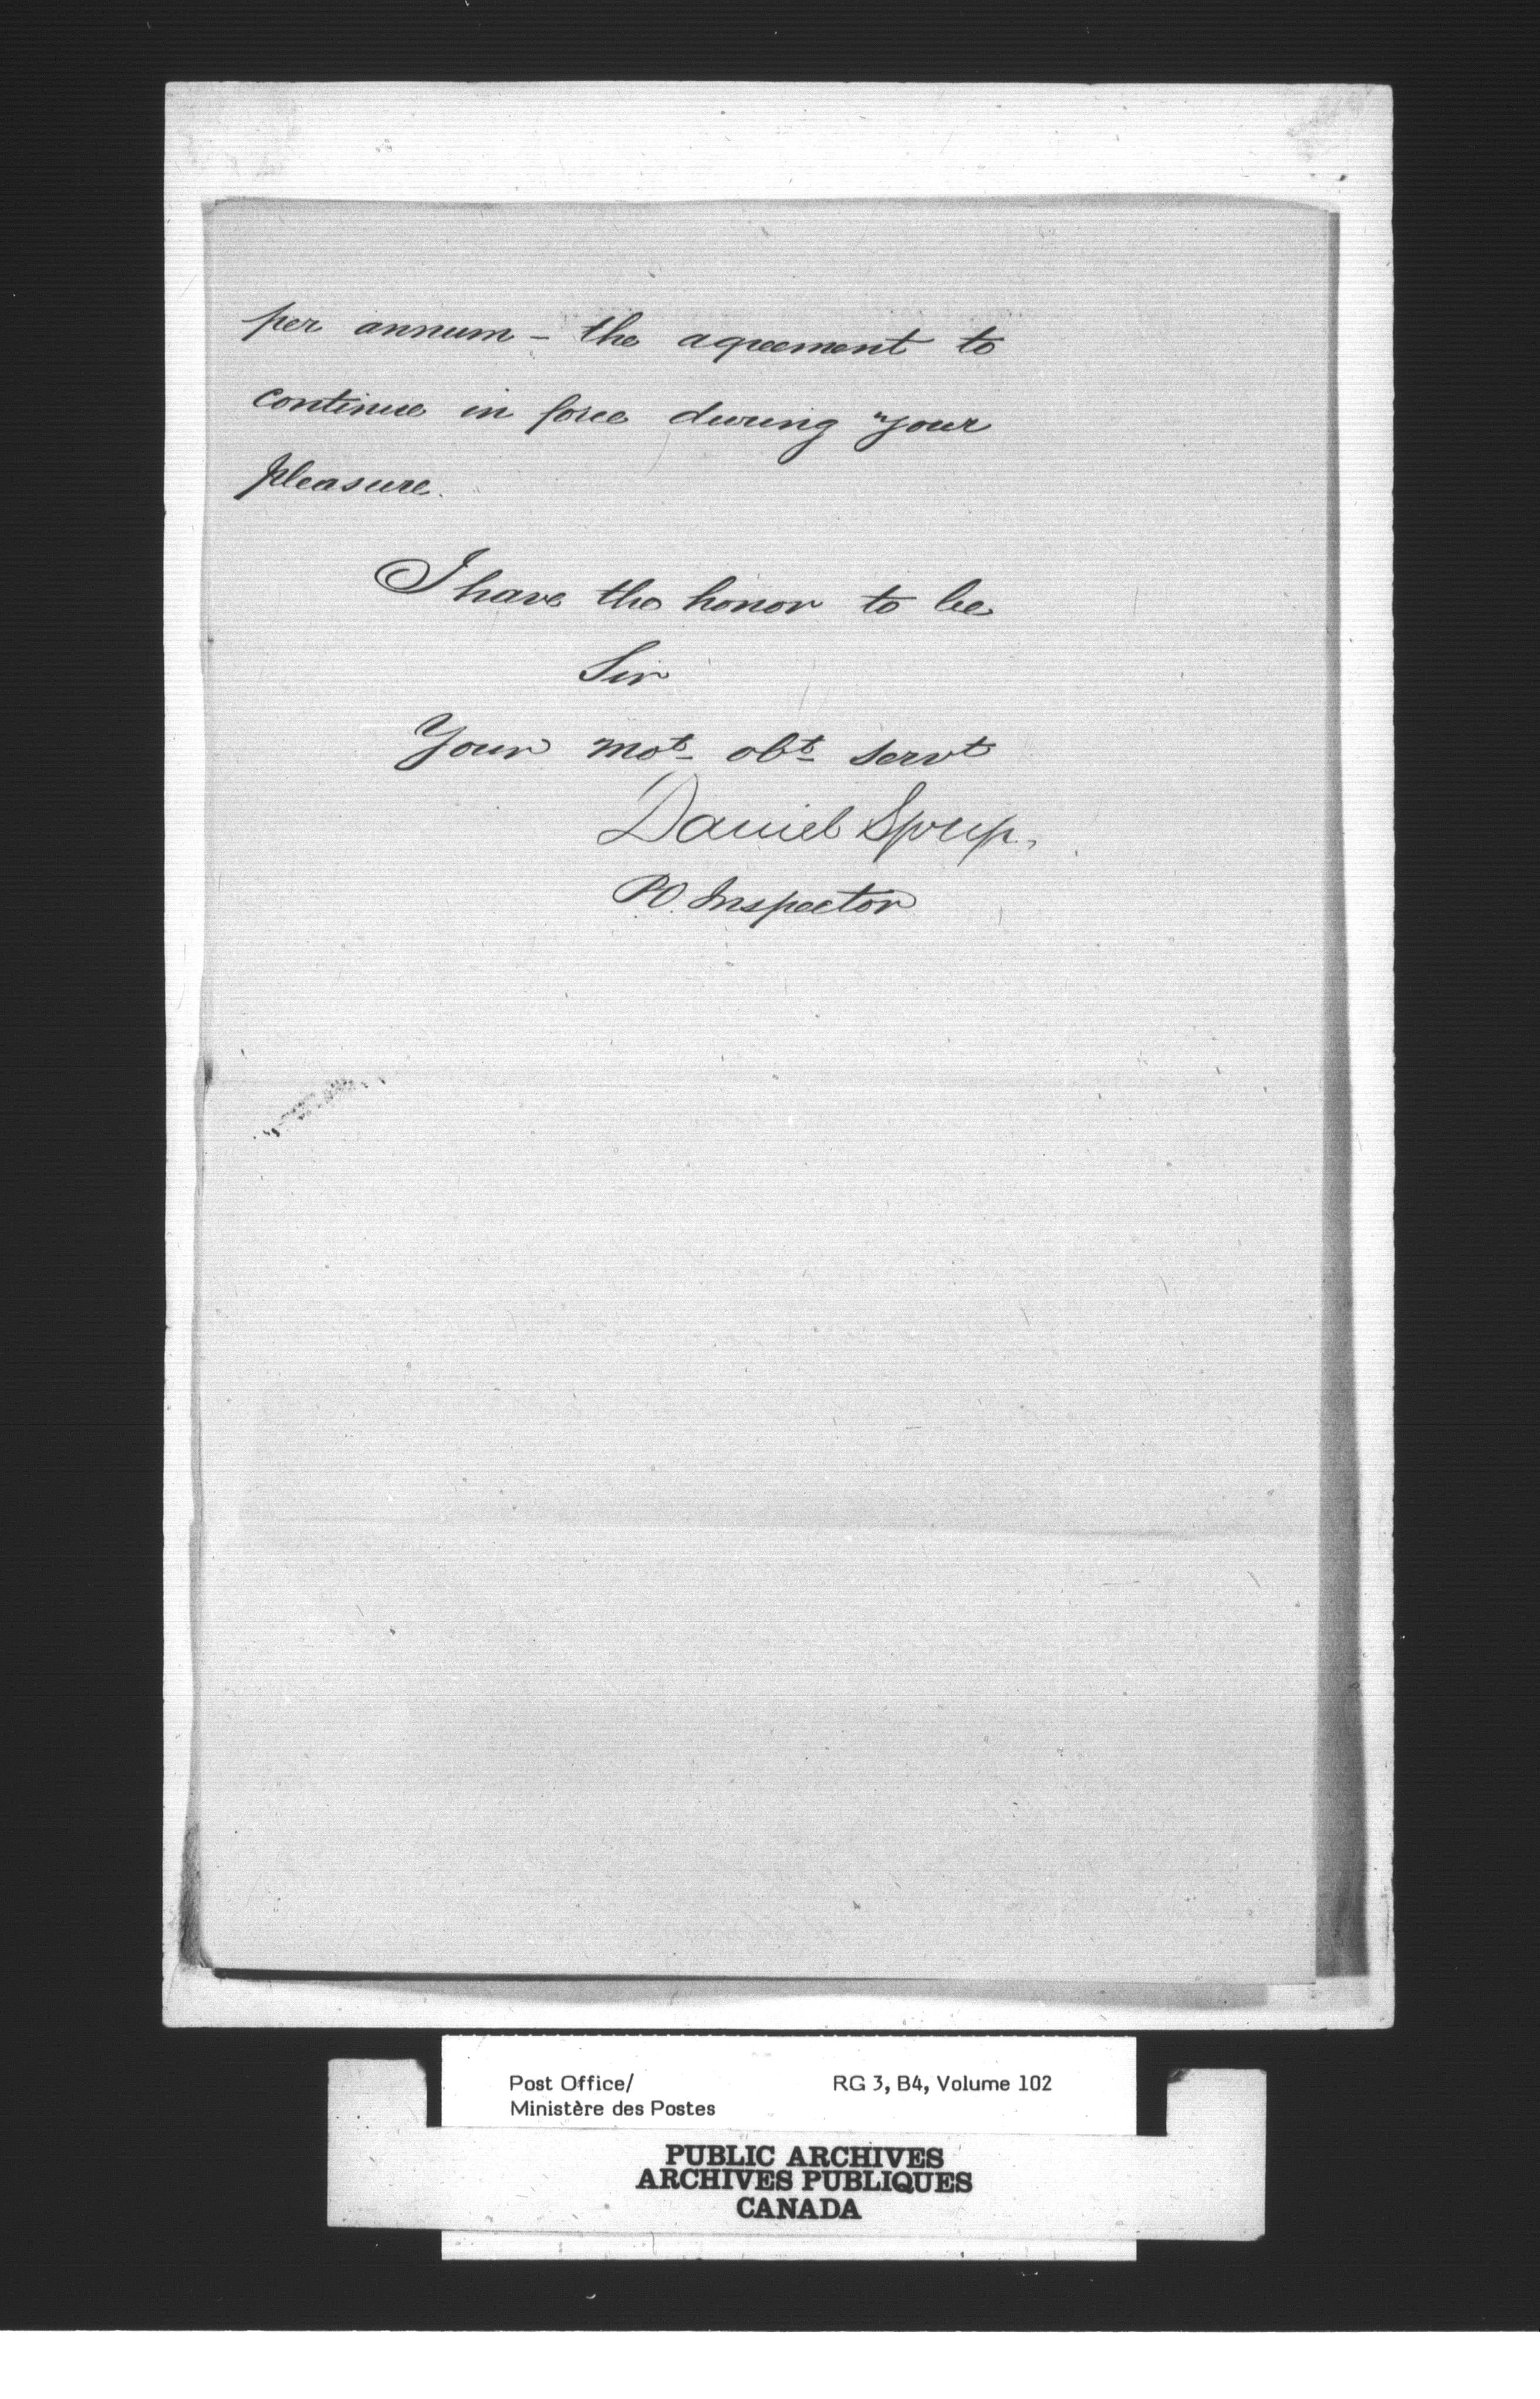 per annum - the agreement to
continue in force during your
pleasure.
I have the honor to be
Sir
Your mot obt servt
Daniel Spry
PO. Inspector
Post Office/
Ministère des Postes
RG 3, B4, Volume 102
PUBLIC ARCHIVES
ARCHIVES PUBLIQUES
CANADA